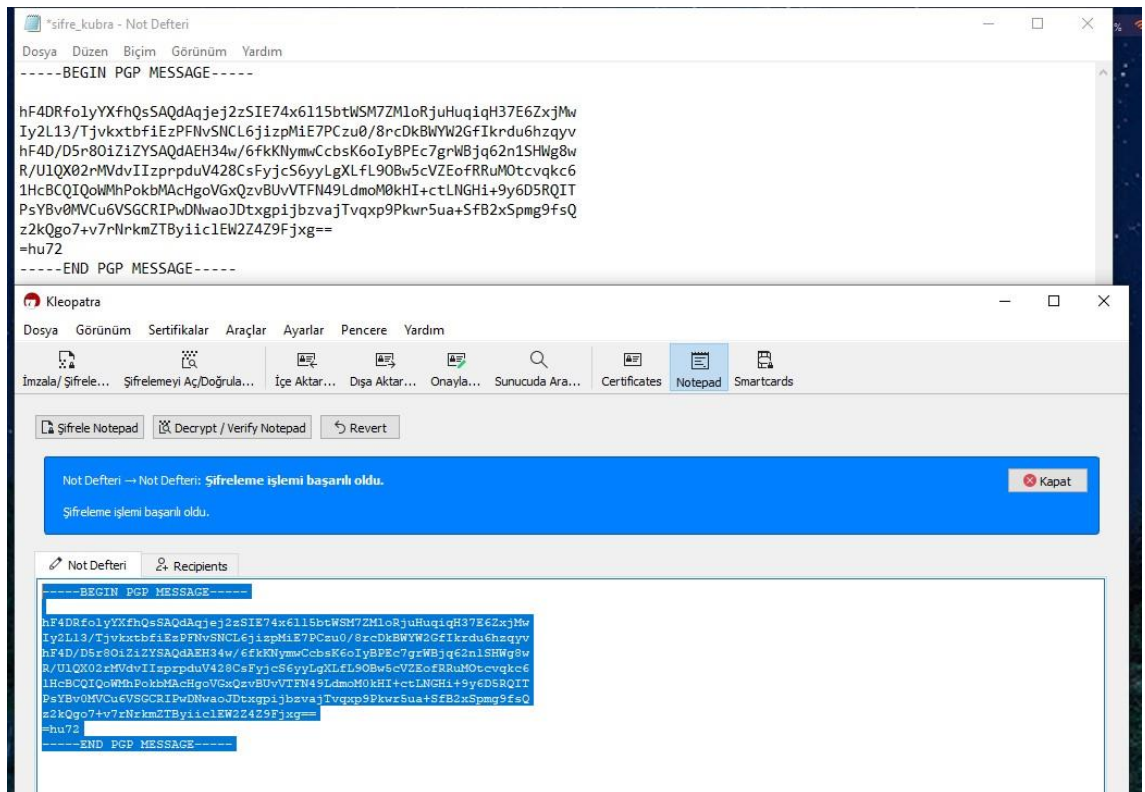 *sifre_kubra - Not Defteri
%
Dosya Düzen Biçim Görünüm Yardım
-----BEGIN PGP MESSAGE-----
hF4DRfolyYXfhQsSAQdAqjej2zSIE74x6l15btWSM7ZMloRjuHuqiqH37E6ZxjMw
Iy2L13/TjvkxtbfiEzPFNvSNCL6jizpMiE7PCzu0/8rcDkBWYW2GfIkrdu6hzqyv
hF4D/D5r8OiZiZYSAQdAEH34w/6fkKNymwCcbsK6oIyBPEc7grWBjq62n1SHWg8w
R/UlQX02rMVdvIIzprpduV428CsFyjcS6yyLgXLfL9OBw5cVZEofRRuMOtcvqkc6
1HcBCQIQoWMhPokbMAcHgoVGxQzvBUvVTFN49LdmoM0kHI+ctLNGHi+9y6D5RQIT
PsYBv0MVCu6VSGCRIPwDNwaoJDtxgpijbzvajTvqxp9Pkwr5ua+SfB2xSpmg9fsQ
z2kQgo7+v7rNrkmZTByiiclEW2Z4Z9Fjxg==
=hu72
-----END PGP MESSAGE-----
Kleopatra
Dosya Görünüm Sertifikalar Araçlar Ayarlar Pencere Yardım
İmzala/ Şifrele... Şifrelemeyi Aç/Doğrula... İçe Aktar... Dışa Aktar... Onayla... Sunucuda Ara... Certificates Notepad Smartcards
Şifrele Notepad Decrypt / Verify Notepad Revert
Not Defteri → Not Defteri: Şifreleme işlemi başarılı oldu.
Kapat
Şifreleme işlemi başarılı oldu.
Not Defteri Recipients
-----BEGIN PGP MESSAGE-----
hF4DRfolyYXfhQsSAQdAqjej2zSIE74x6l15btWSM7ZMloRjuHuqiqH37E6ZxjMw
Iy2L13/TjvkxtbfiEzPFNvSNCL6jizpMiE7PCzu0/8rcDkBWYW2GfIkrdu6hzqyv
hF4D/D5r8OiZiZYSAQdAEH34w/6fkKNymwCcbsK6oIyBPEc7grWBjq62n1SHWg8w
R/UlQX02rMVdvIIzprpduV428CsFyjcS6yyLgXLfL9OBw5cVZEofRRuMOtcvqkc6
1HcBCQIQoWMhPokbMAcHgoVGxQzvBUvVTFN49LdmoM0kHI+ctLNGHi+9y6D5RQIT
PsYBv0MVCu6VSGCRIPwDNwaoJDtxgpijbzvajTvqxp9Pkwr5ua+SfB2xSpmg9fsQ
z2kQgo7+v7rNrkmZTByiiclEW2Z4Z9Fjxg==
=hu72
-----END PGP MESSAGE-----